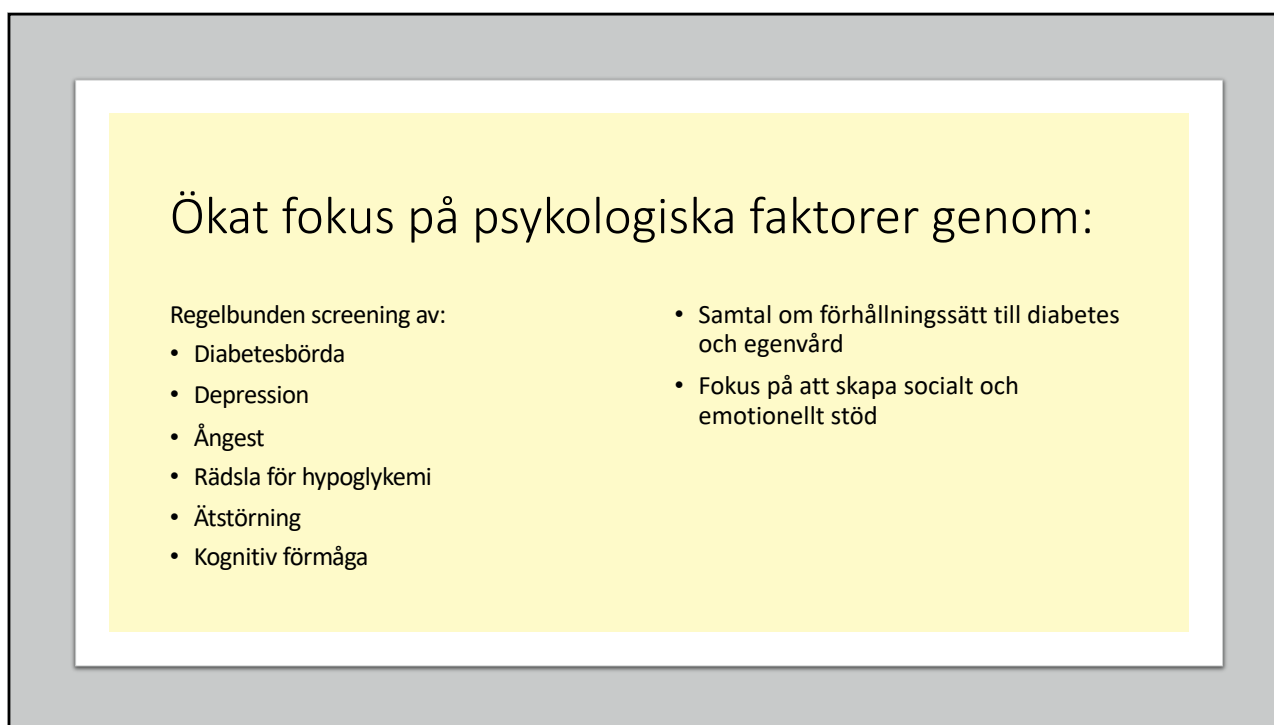 Ökat fokus på psykologiska faktorer genom:
Regelbunden screening av:
• Diabetesbörda
• Depression
• Ångest
• Rädsla för hypoglykemi
• Ätstörning
• Kognitiv förmåga
• Samtal om förhållningssätt till diabetes
och egenvård
• Fokus på att skapa socialt och
emotionellt stöd